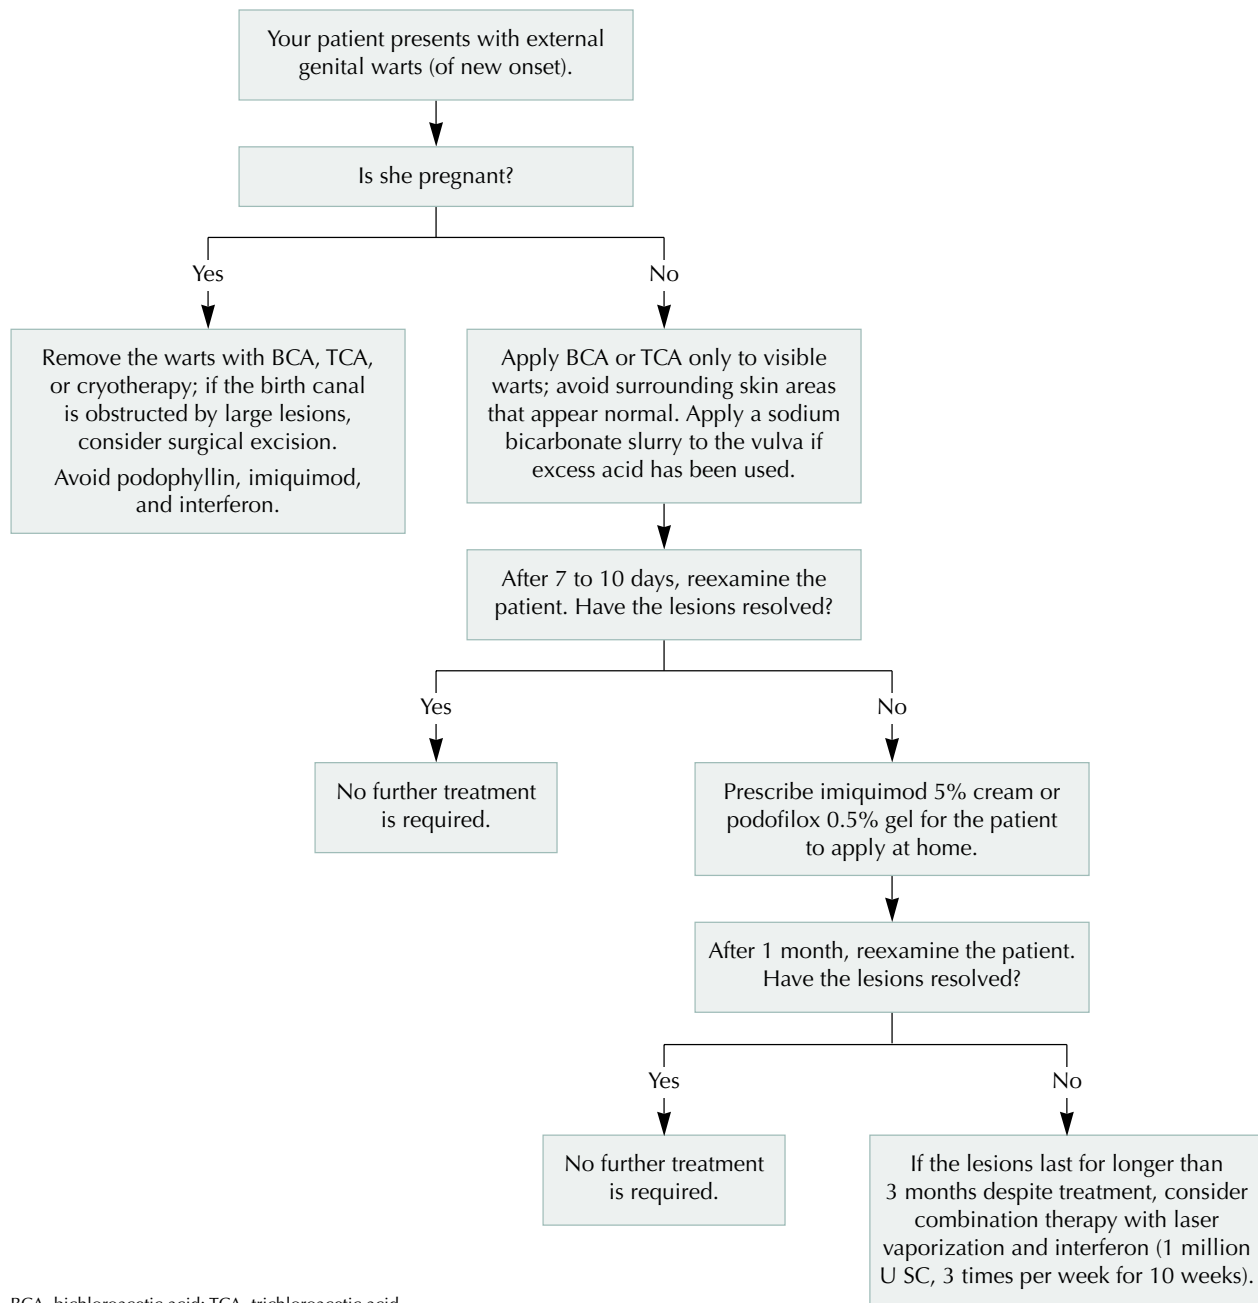 Your patient presents with external
genital warts (of new onset).
Is she pregnant?
Yes
No
Remove the warts with BCA, TCA,
or cryotherapy; if the birth canal
is obstructed by large lesions,
consider surgical excision.
Avoid podophyllin, imiquimod,
and interferon.
Apply BCA or TCA only to visible
warts; avoid surrounding skin areas
that appear normal. Apply a sodium
bicarbonate slurry to the vulva if
excess acid has been used.
After 7 to 10 days, reexamine the
patient. Have the lesions resolved?
Yes
No
No further treatment
is required.
Prescribe imiquimod 5% cream or
podofilox 0.5% gel for the patient
to apply at home.
After 1 month, reexamine the patient.
Have the lesions resolved?
Yes
No
No further treatment
is required.
If the lesions last for longer than
3 months despite treatment, consider
combination therapy with laser
vaporization and interferon (1 million
U SC, 3 times per week for 10 weeks).
BCA, bichloroacetic acid; TCA, trichloroacetic acid